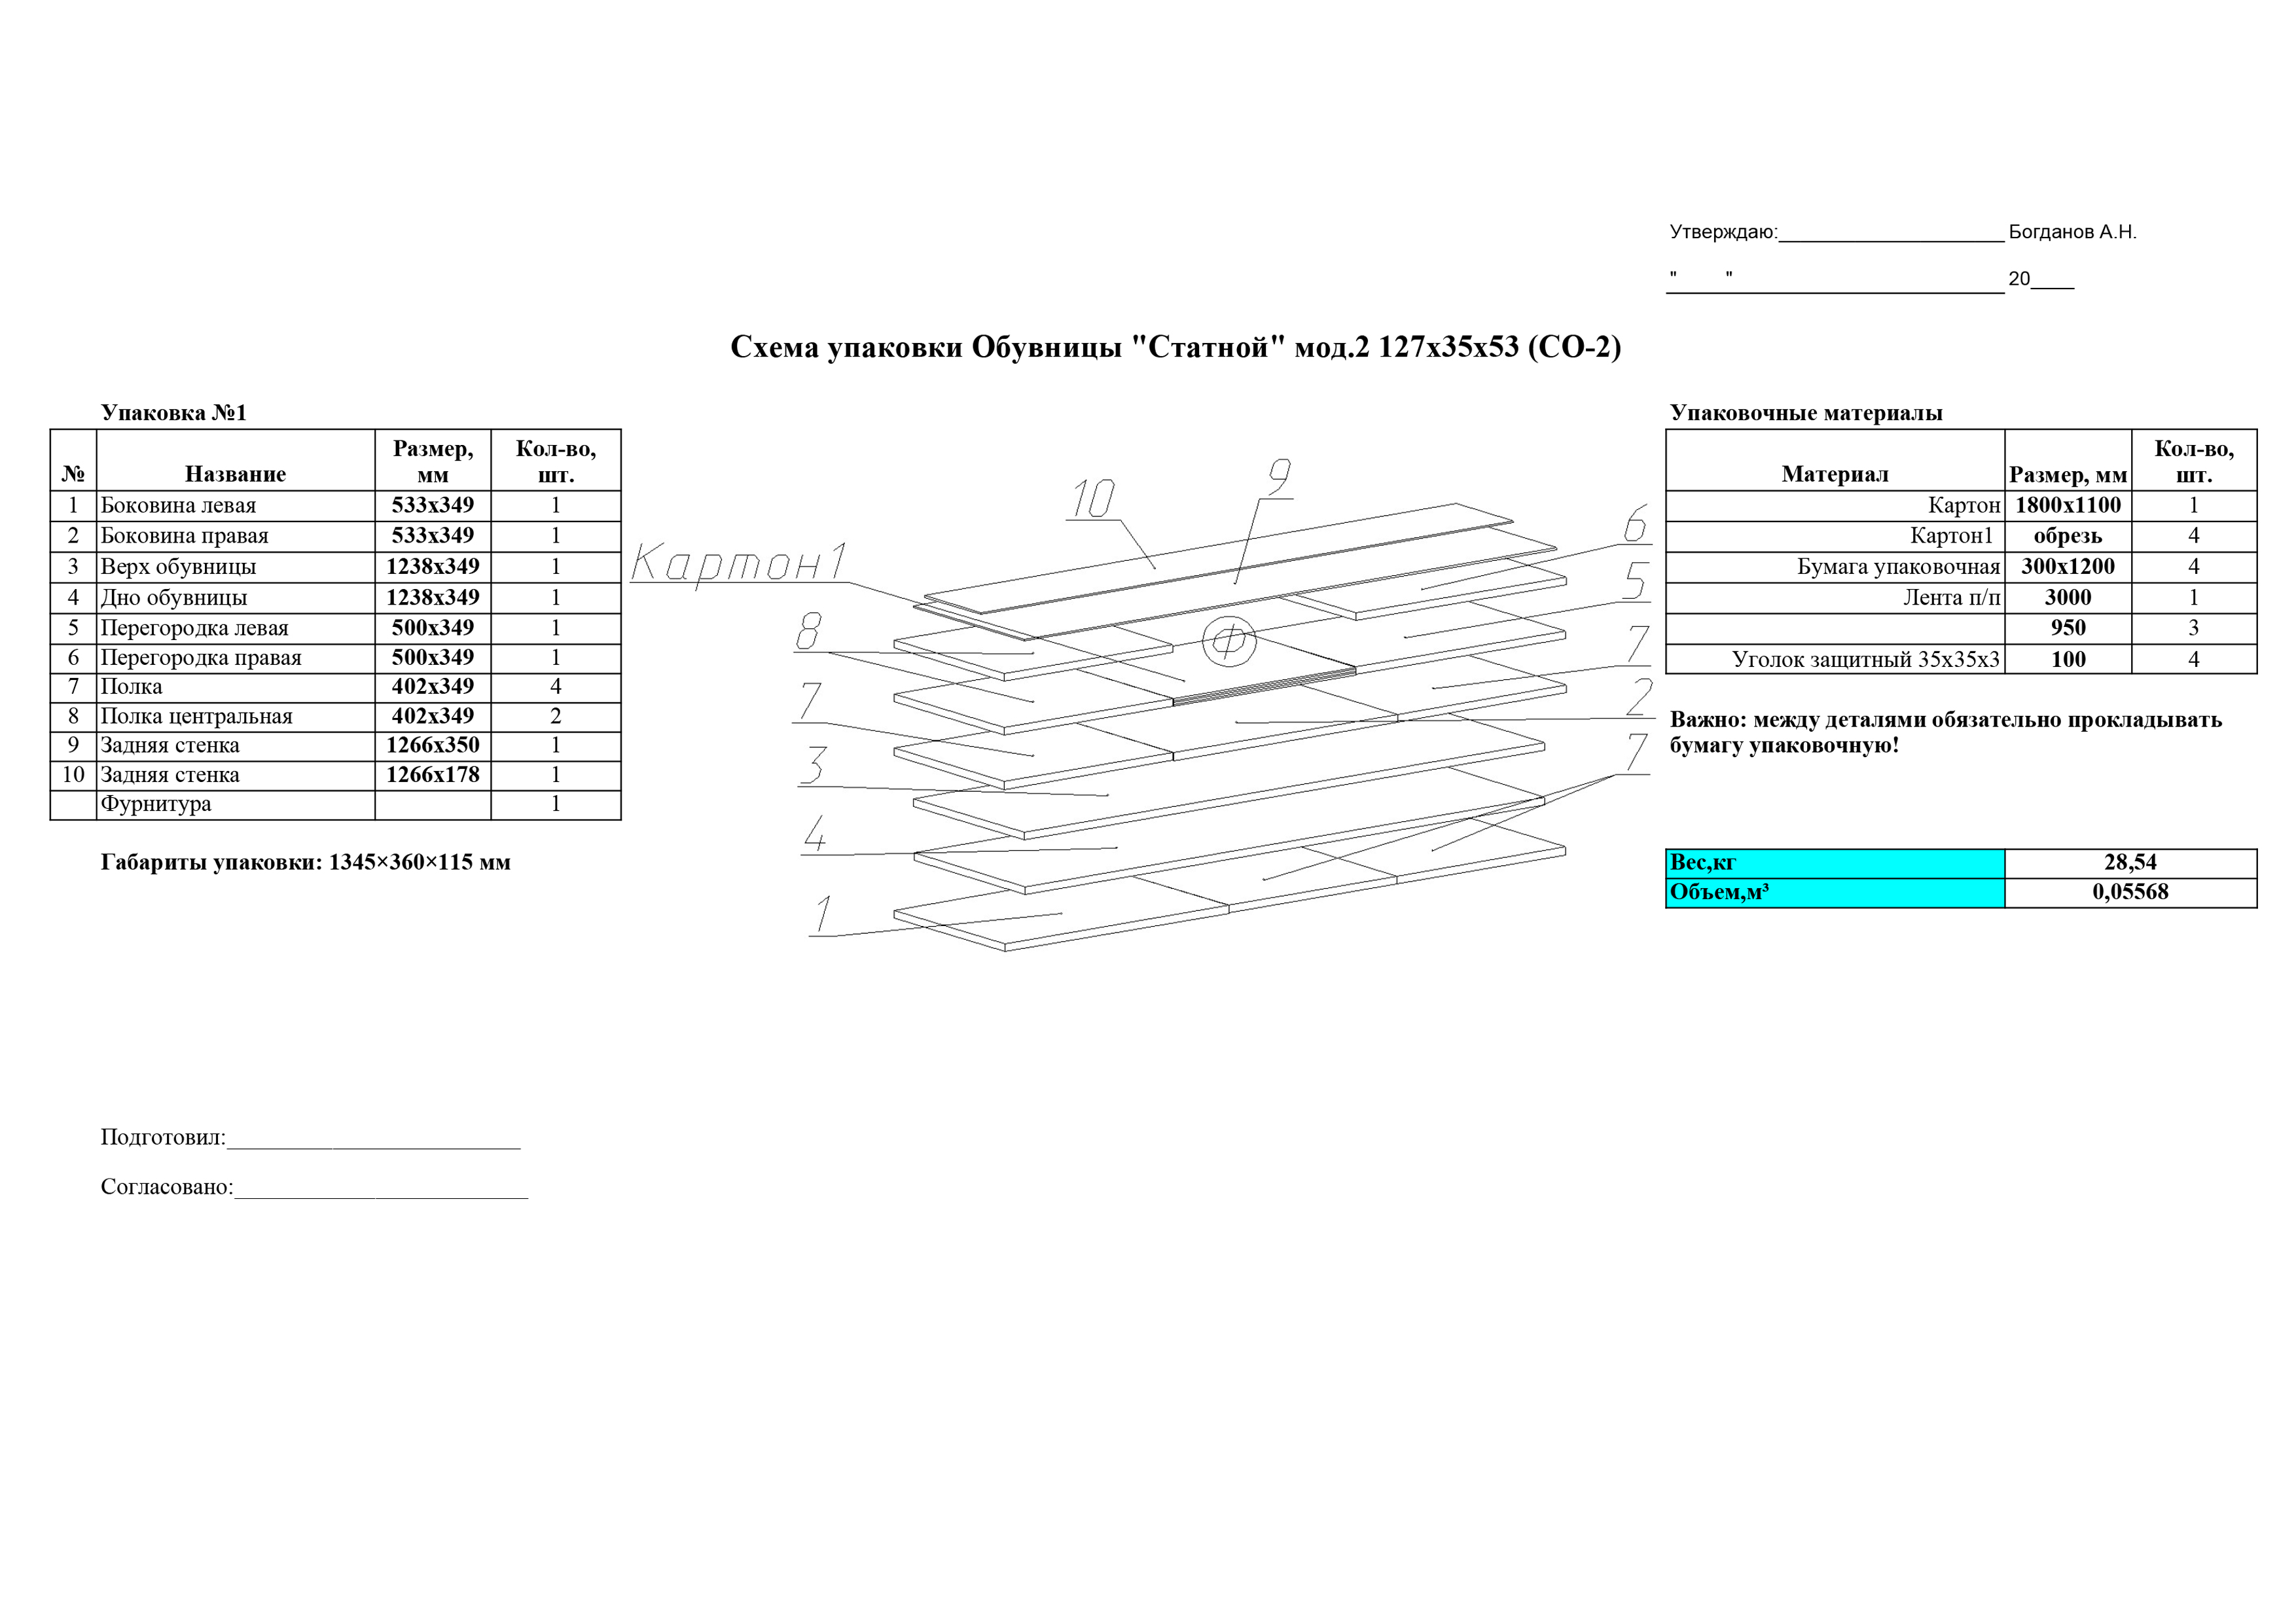 Утверждаю:_____________________ Богданов А.Н.
"         " 20____
Схема упаковки Обувницы "Статной" мод.2 127х35х53 (СО-2)
Упаковка №1
№ Название Размер, мм Кол-во, шт.
1 Боковина левая 533х349 1
2 Боковина правая 533х349 1
3 Верх обувницы 1238х349 1
4 Дно обувницы 1238х349 1
5 Перегородка левая 500х349 1
6 Перегородка правая 500х349 1
7 Полка 402х349 4
8 Полка центральная 402х349 2
9 Задняя стенка 1266х350 1
10 Задняя стенка 1266х178 1
Фурнитура 1
Габариты упаковки: 1345×360×115 мм
10
9
6
Картон1
5
8
Ф
7
7
2
3
7
4
1
Упаковочные материалы
Материал Размер, мм Кол-во, шт.
Картон 1800х1100 1
Картон1 обрезь 4
Бумага упаковочная 300х1200 4
Лента п/п 3000 1
950 3
Уголок защитный 35х35х3 100 4
Важно: между деталями обязательно прокладывать
бумагу упаковочную!
Вес,кг 28,54
Объем,м³ 0,05568
Подготовил:_________________________
Согласовано:_________________________